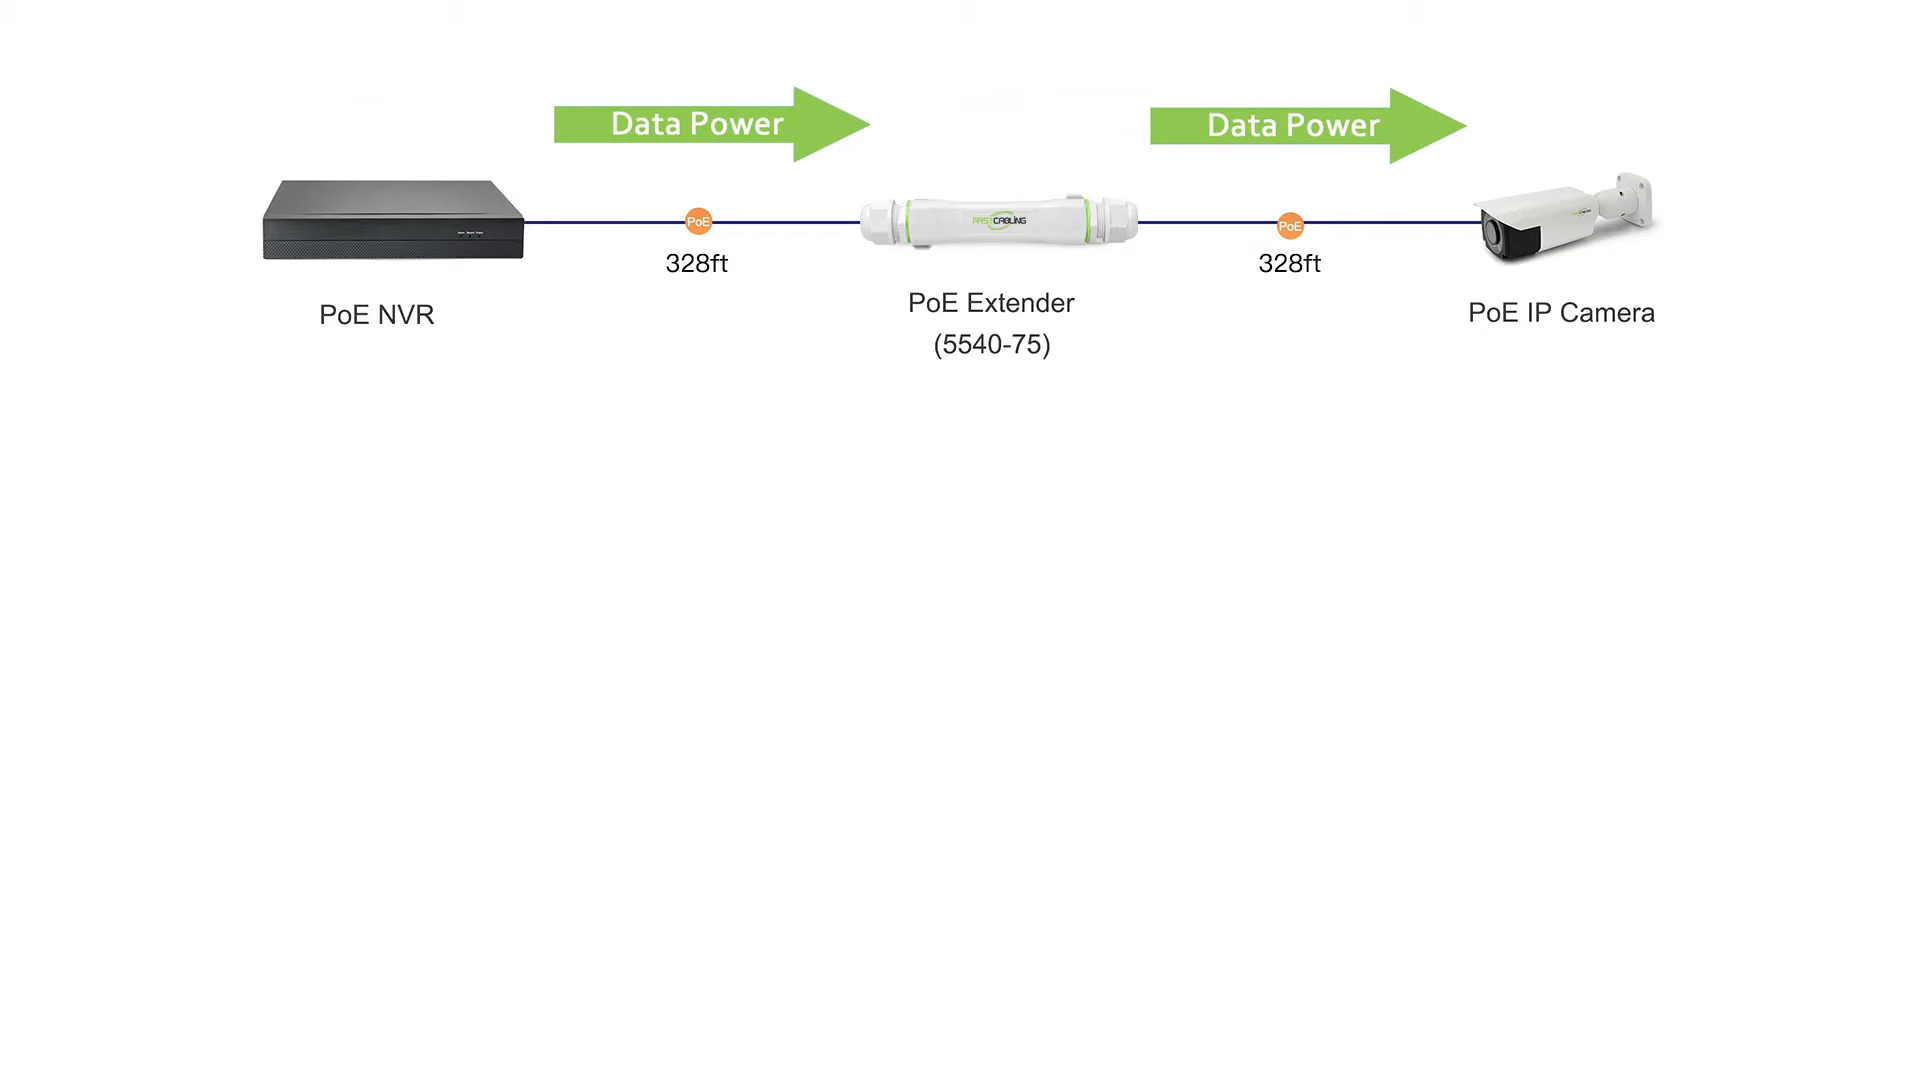 Data Power
Data Power
PoE
FASTCABLING
PoE
328ft
328ft
PoE NVR
PoE Extender
(5540-75)
PoE IP Camera